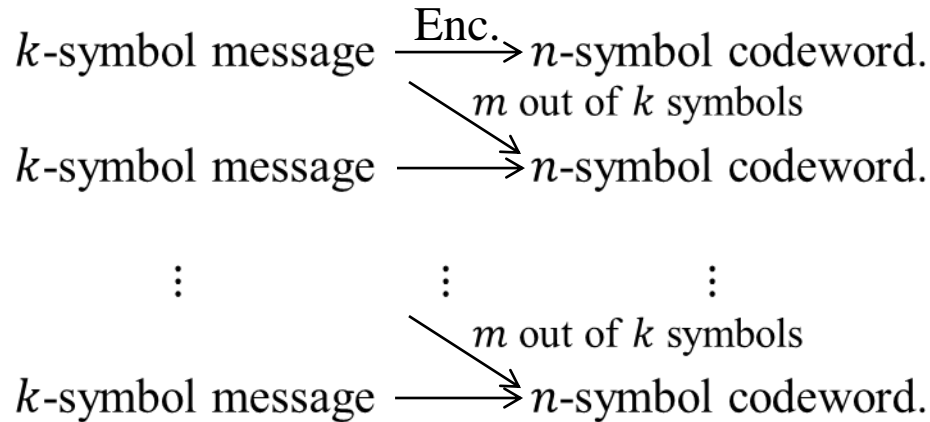 Enc.
k-symbol message n-symbol codeword.
m out of k symbols
k-symbol message n-symbol codeword.
⋮ ⋮ ⋮
m out of k symbols
k-symbol message n-symbol codeword.